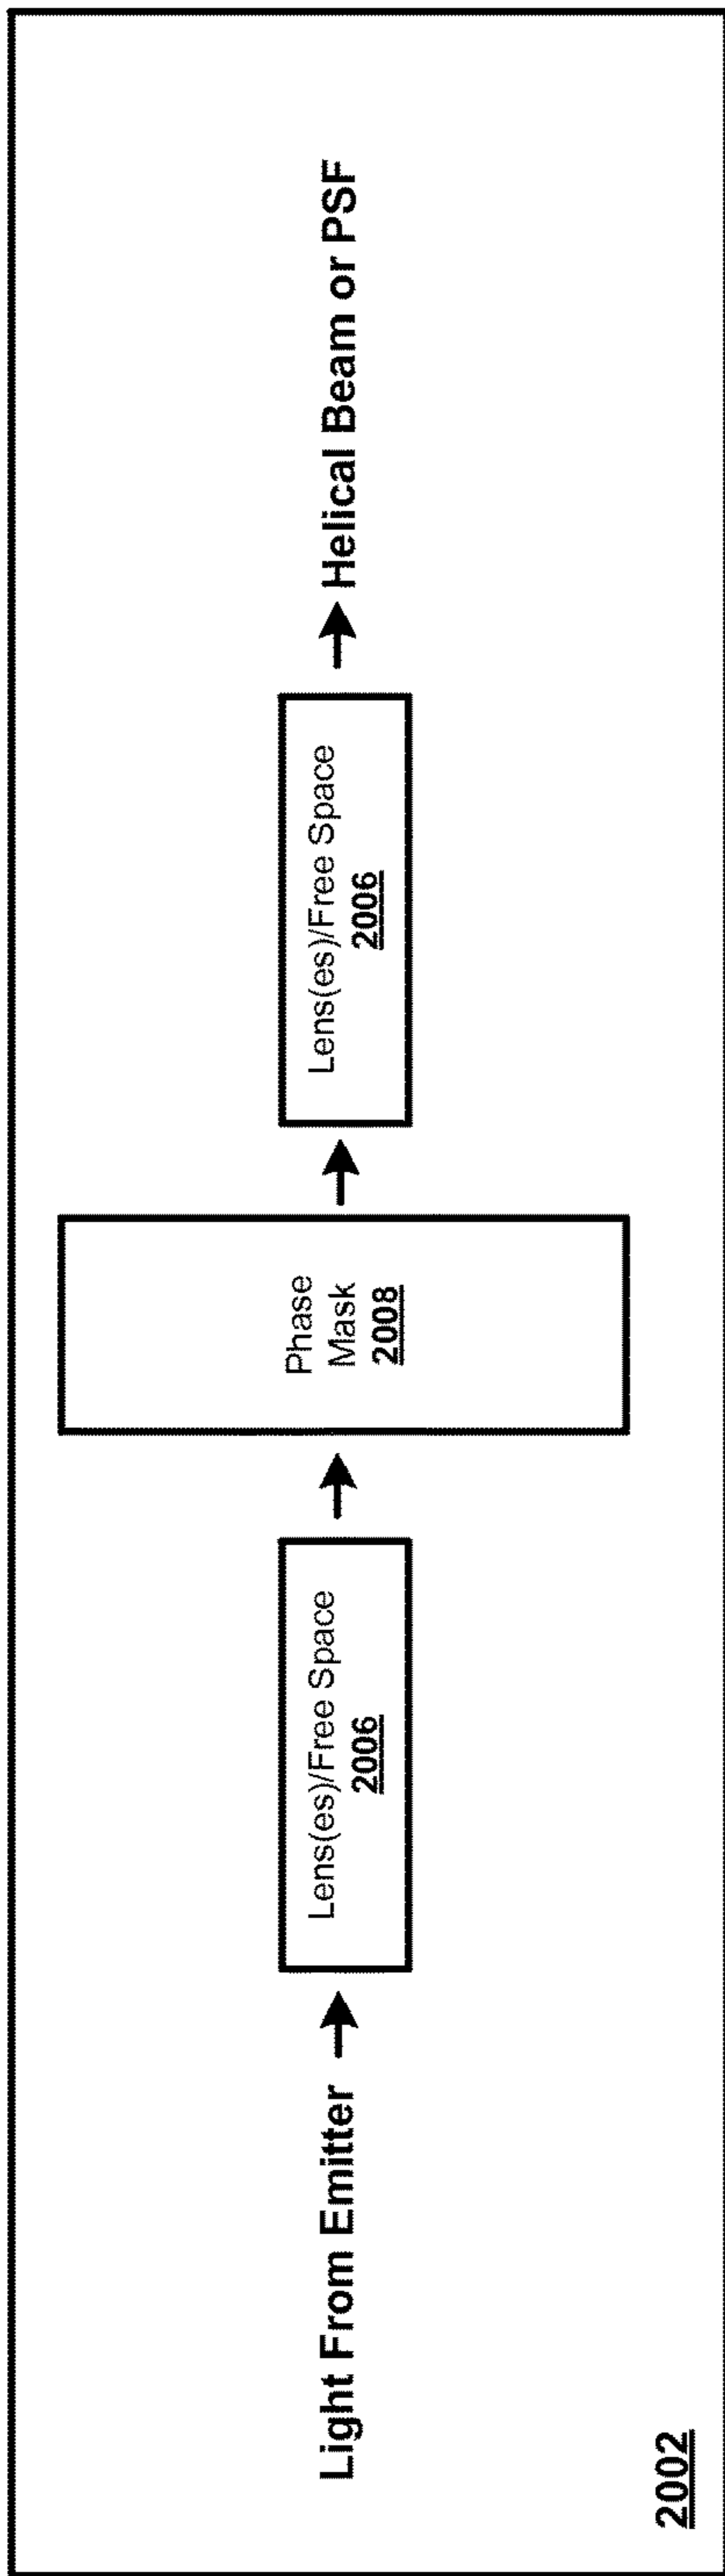 Light From Emitter
Lens(es)/Free Space
2006
Phase
Mask
2008
Lens(es)/Free Space
2006
Helical Beam or PSF
2002